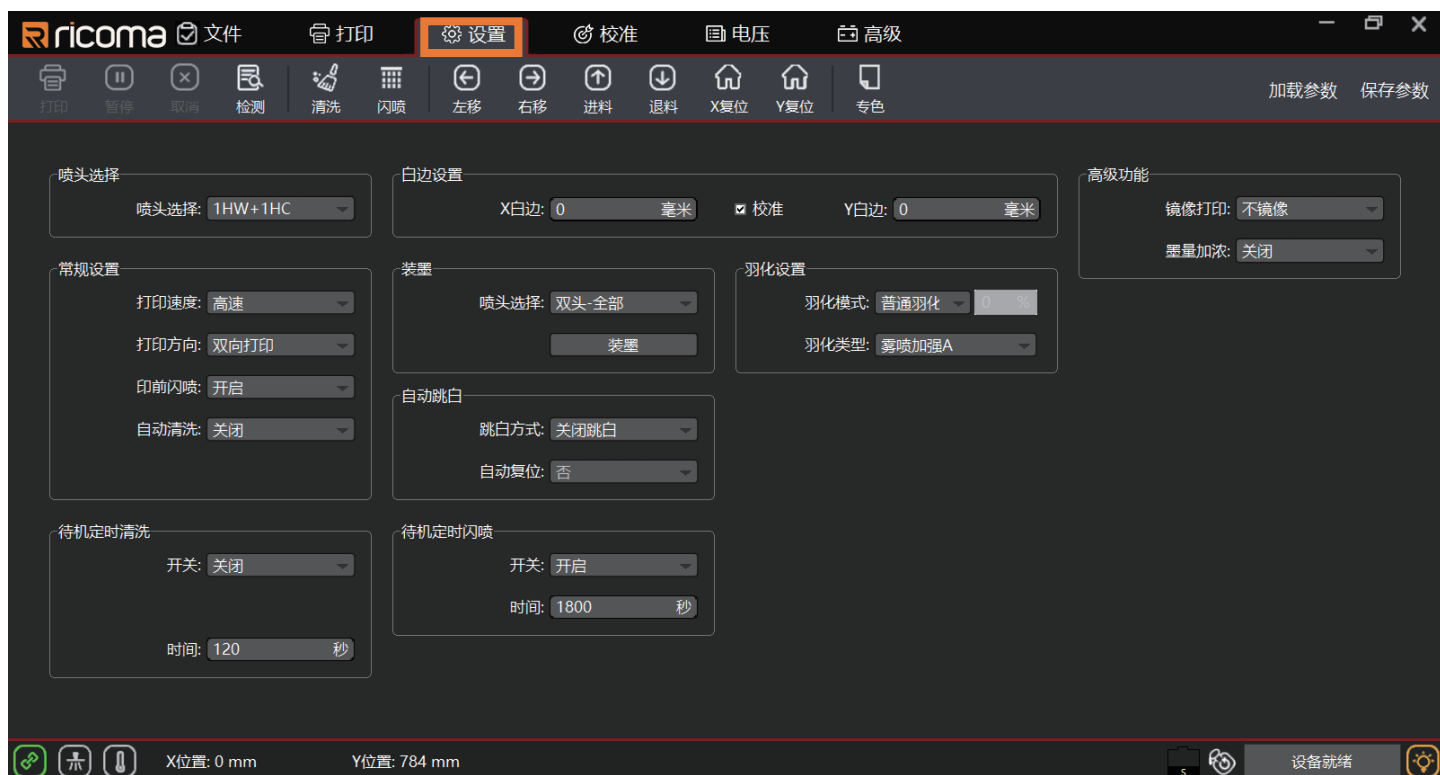 ricoma 文件 打印 设置 校准 电压 高级
打印 暂停 取消 检测 清洗 闪喷 左移 右移 进料 退料 X复位 Y复位 专色 加载参数 保存参数
喷头选择 白边设置 高级功能
喷头选择: 1HW+1HC X白边: 0 毫米 校准 Y白边: 0 毫米 镜像打印: 不镜像
墨量加浓: 关闭
常规设置 装墨 羽化设置
打印速度: 高速 喷头选择: 双头-全部 羽化模式: 普通羽化 0 %
打印方向: 双向打印 装墨 羽化类型: 雾喷加强A
印前闪喷: 开启
自动跳白
自动清洗: 关闭 跳白方式: 关闭跳白
自动复位: 否
待机定时清洗 待机定时闪喷
开关: 关闭 开关: 开启
时间: 1800 秒
时间: 120 秒
X位置: 0 mm Y位置: 784 mm S 设备就绪